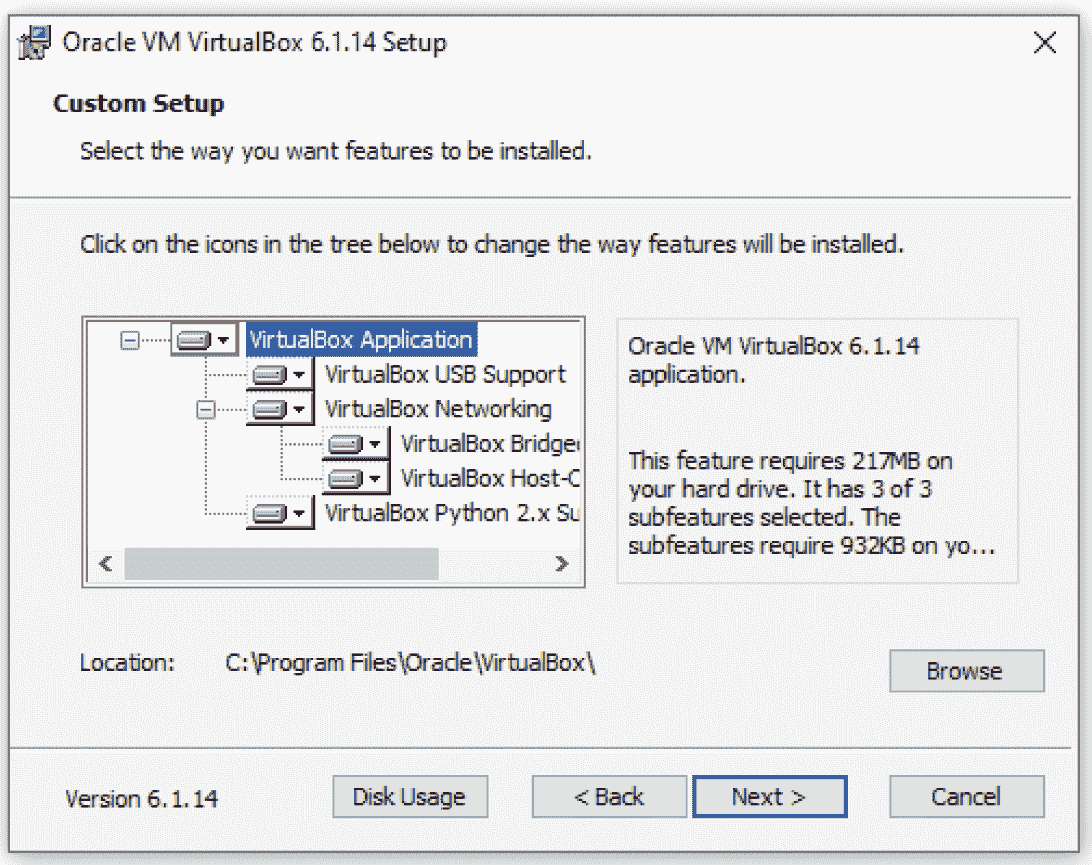 Oracle VM VirtualBox 6.1.14 Setup
Custom Setup
Select the way you want features to be installed.
Click on the icons in the tree below to change the way features will be installed.
VirtualBox Application
VirtualBox USB Support
VirtualBox Networking
VirtualBox Bridge
VirtualBox Host-C
VirtualBox Python 2.x Su
Oracle VM VirtualBox 6.1.14
application.
This feature requires 217MB on
your hard drive. It has 3 of 3
subfeatures selected. The
subfeatures require 932KB on yo...
Location: C:\Program Files\Oracle\VirtualBox\
Browse
Version 6.1.14
Disk Usage
< Back
Next >
Cancel